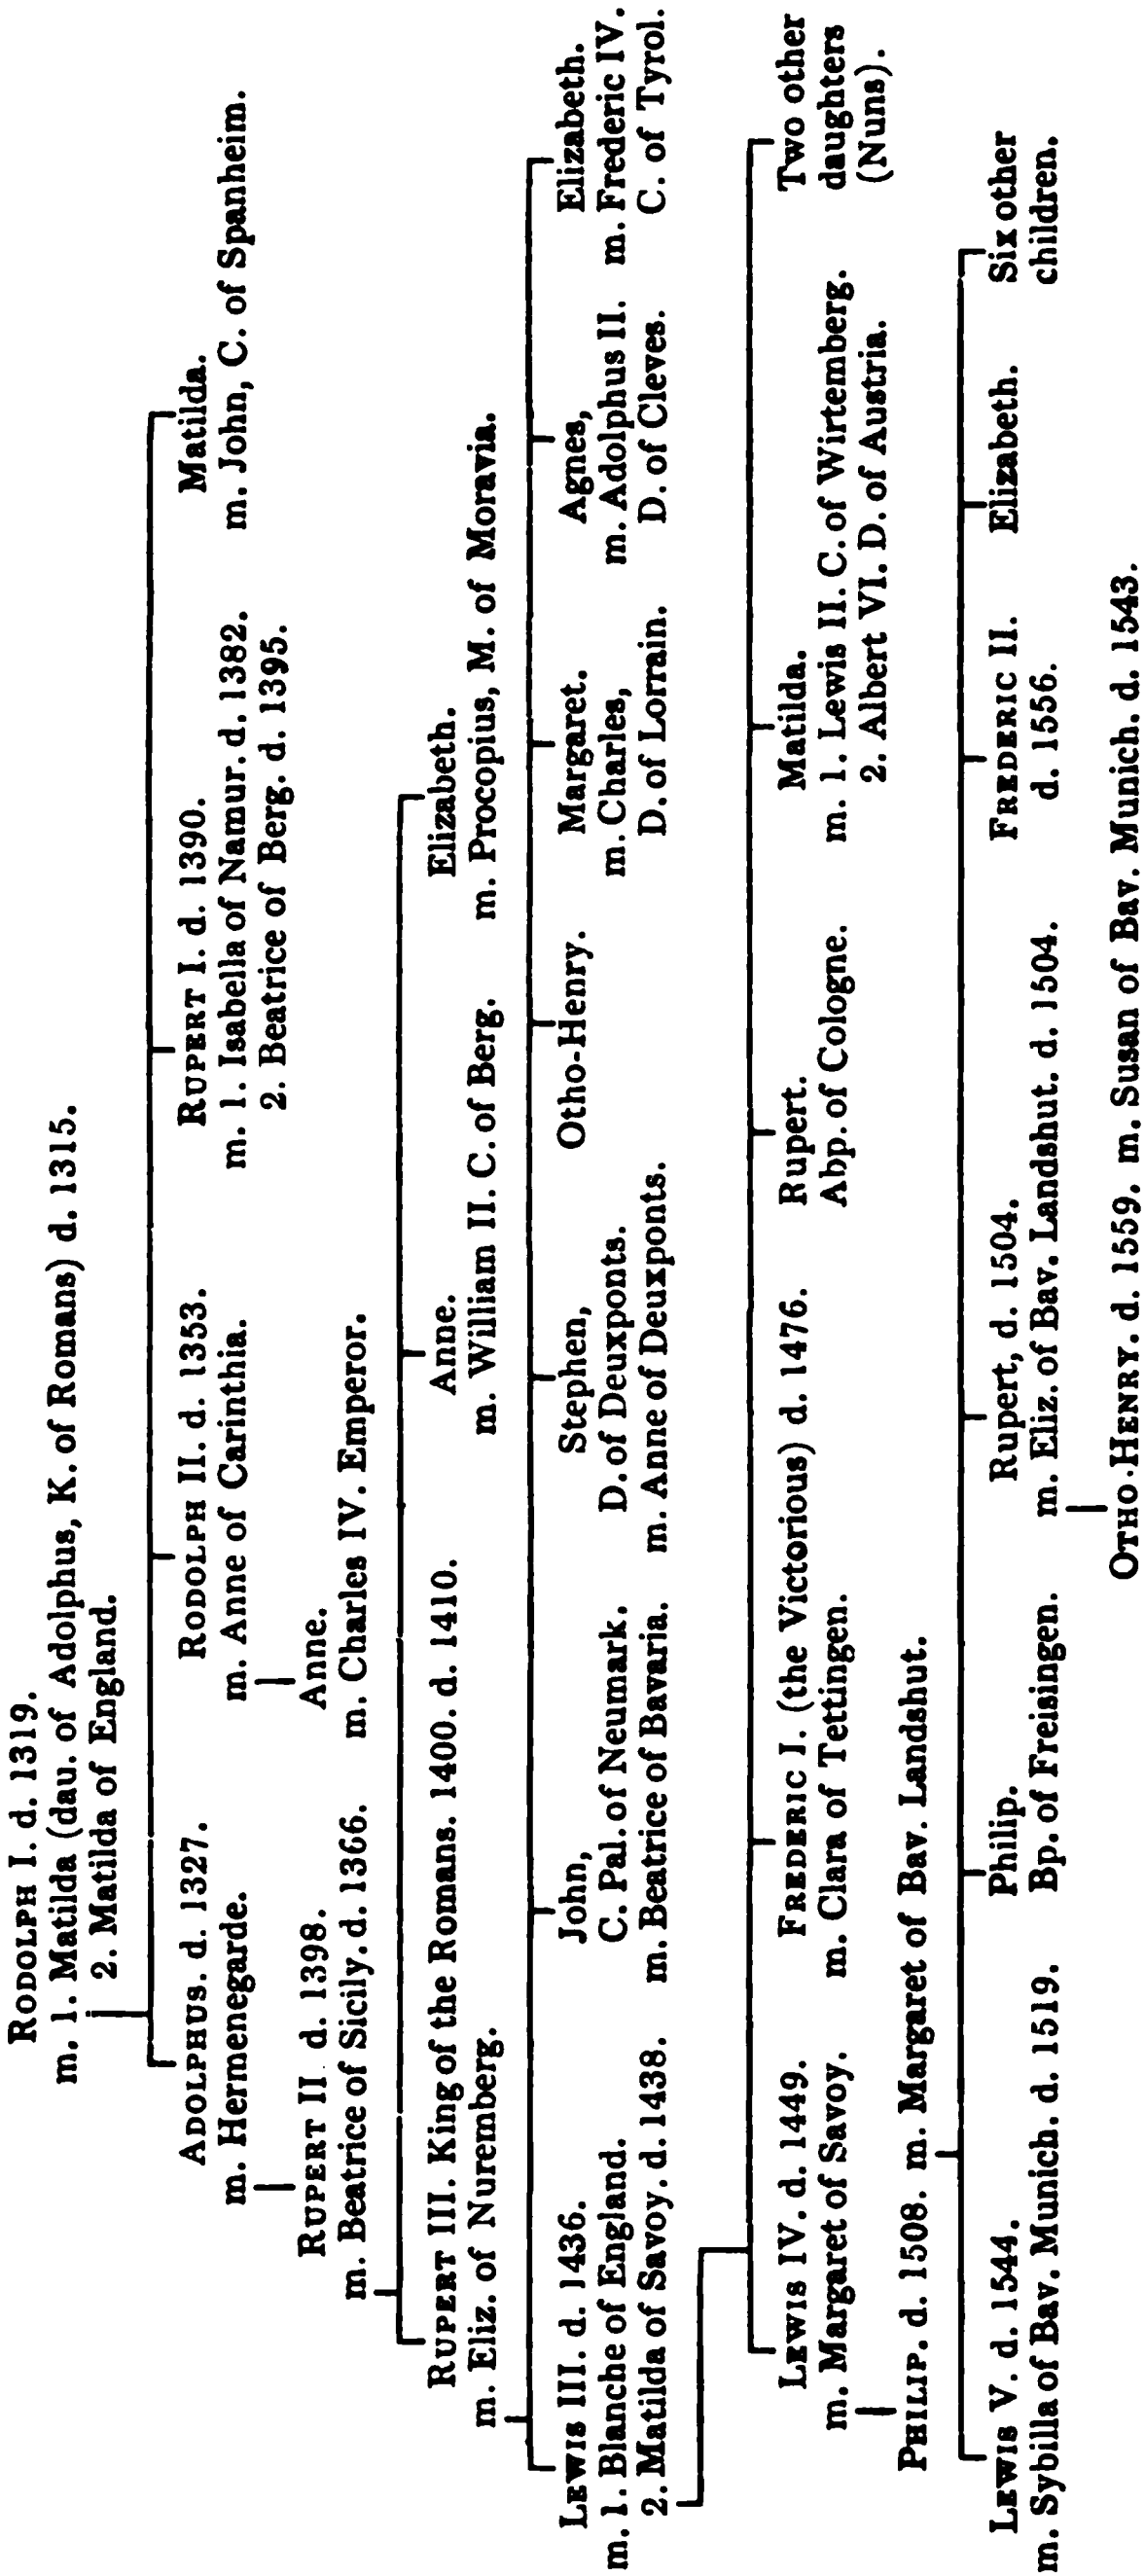 RODOLPH I. d. 1319.
m. 1. Matilda (dau. of Adolphus, K. of Romans) d. 1315.
2. Matilda of England.
ADOLPHUS. d. 1327.
m. Hermenegarde.
RODOLPH II. d. 1353.
m. Anne of Carinthia.
RUPERT I. d. 1390.
m. 1. Isabella of Namur. d. 1382.
2. Beatrice of Berg. d. 1395.
Matilda.
m. John, C. of Spanheim.
RUPERT II. d. 1398.
m. Beatrice of Sicily. d. 1366.
Anne.
m. Charles IV. Emperor.
RUPERT III. King of the Romans. 1400. d. 1410.
m. Eliz. of Nuremberg.
Anne.
m. William II. C. of Berg.
Elizabeth.
m. Procopius, M. of Moravia.
LEWIS III. d. 1436.
m. 1. Blanche of England.
2. Matilda of Savoy. d. 1438.
John,
C. Pal. of Neumark.
m. Beatrice of Bavaria.
Stephen,
D. of Deuxponts.
m. Anne of Deuxponts.
Otho-Henry.
Margaret.
m. Charles,
D. of Lorrain.
Agnes,
m. Adolphus II.
D. of Cleves.
Elizabeth.
m. Frederic IV.
C. of Tyrol.
LEWIS IV. d. 1449.
m. Margaret of Savoy.
FREDERIC I. (the Victorious) d. 1476.
m. Clara of Tettingen.
Rupert.
Abp. of Cologne.
Matilda.
m. 1. Lewis II. C. of Wirtemberg.
2. Albert VI. D. of Austria.
Two other
daughters
(Nuns).
PHILIP. d. 1508. m. Margaret of Bav. Landshut.
LEWIS V. d. 1544.
m. Sybilla of Bav. Munich. d. 1519.
Philip.
Bp. of Freisingen.
Rupert, d. 1504.
m. Eliz. of Bav. Landshut. d. 1504.
FREDERIC II.
d. 1556.
Elizabeth.
Six other
children.
OTHO-HENRY. d. 1559. m. Susan of Bav. Munich. d. 1543.